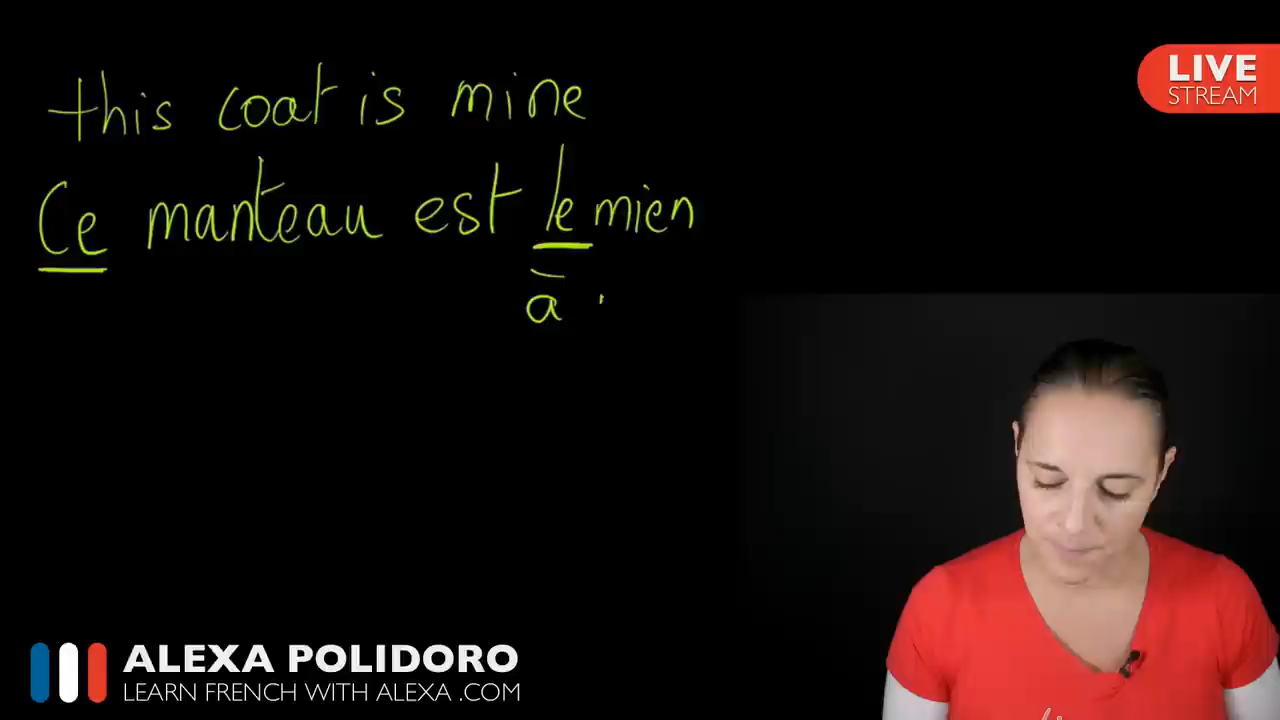 this coat is mine
LIVE
STREAM
Ce manteau est le mien
à
ALEXA POLIDORO
LEARN FRENCH WITH ALEXA .COM